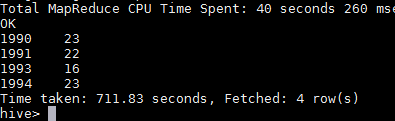 Total MapReduce CPU Time Spent: 40 seconds 260 mse
OK
1990    23
1991    22
1993    16
1994    23
Time taken: 711.83 seconds, Fetched: 4 row(s)
hive>